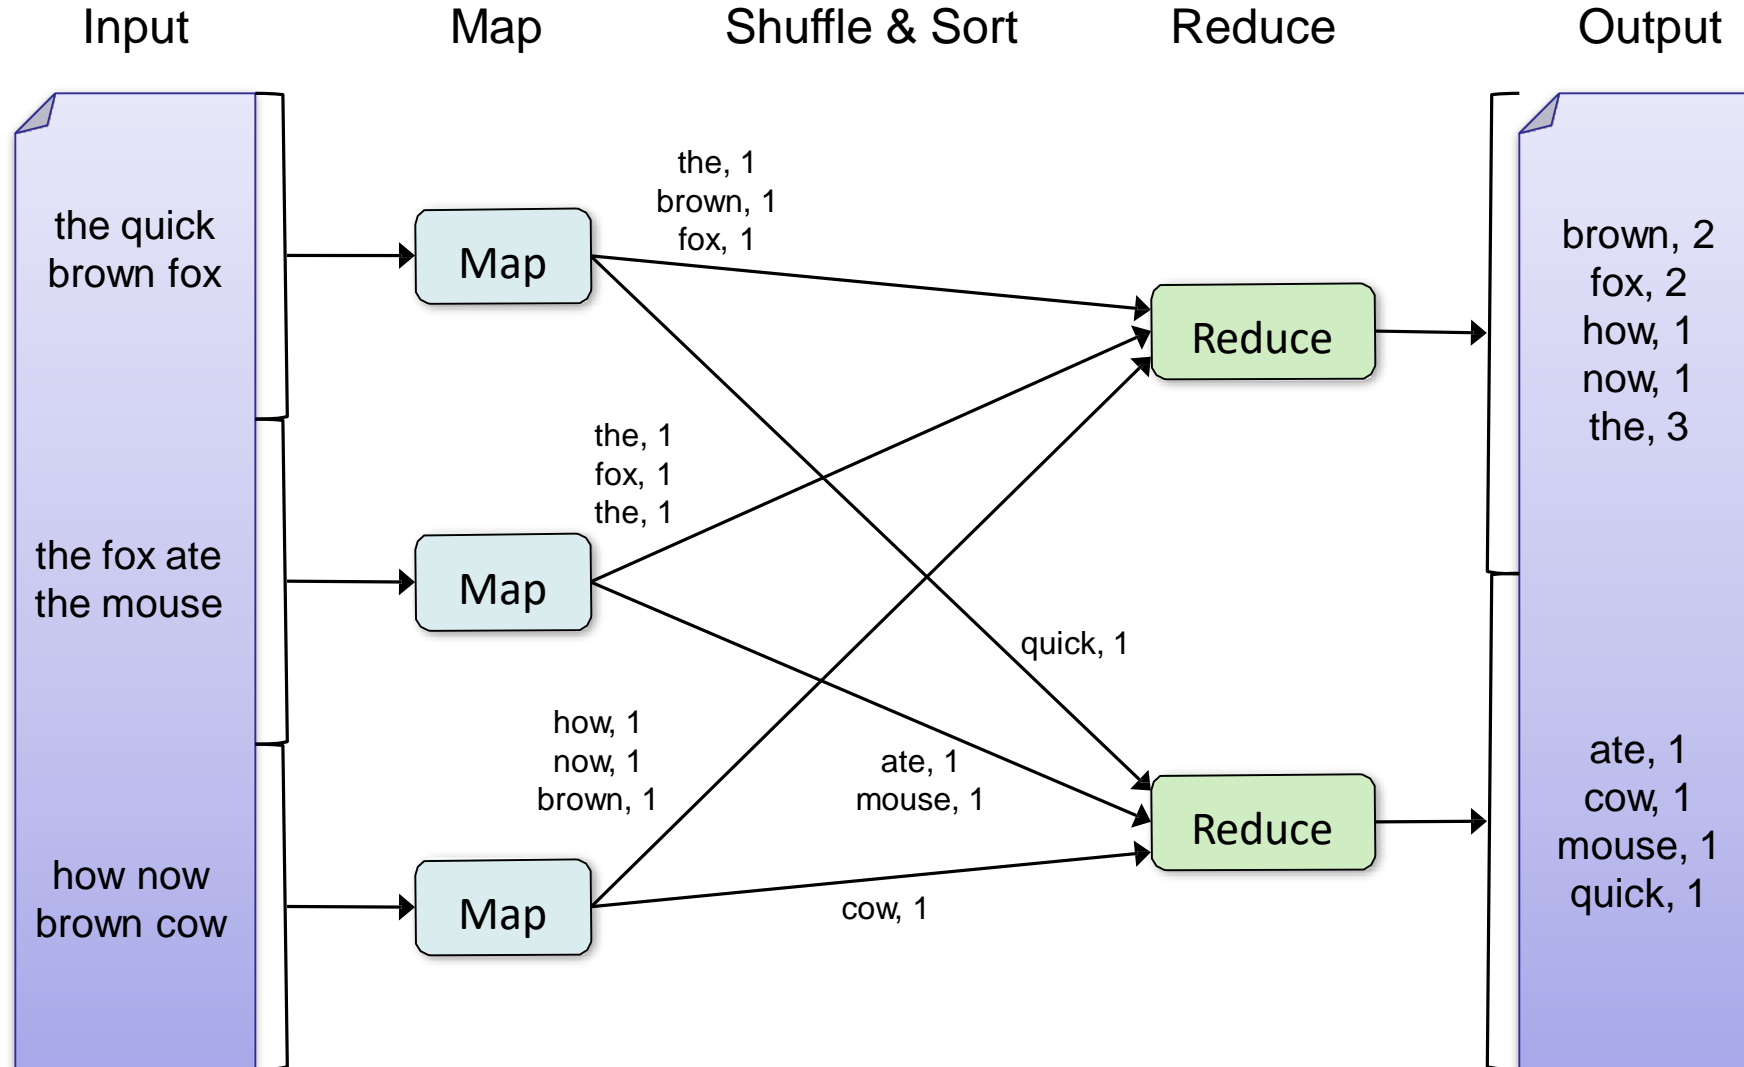 Input
Map
Shuffle & Sort
Reduce
Output
the quick
brown fox
the fox ate
the mouse
how now
brown cow
Map
Map
Map
the, 1
brown, 1
fox, 1
the, 1
fox, 1
the, 1
how, 1
now, 1
brown, 1
quick, 1
ate, 1
mouse, 1
cow, 1
Reduce
Reduce
brown, 2
fox, 2
how, 1
now, 1
the, 3
ate, 1
cow, 1
mouse, 1
quick, 1